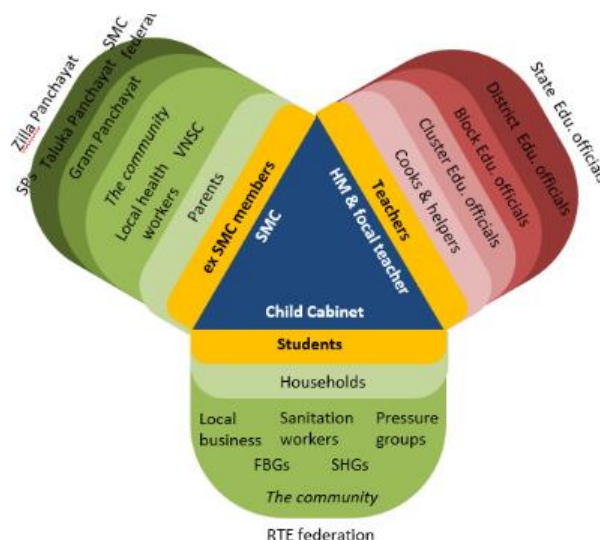 SMC
federat
Zilla Panchayat
SPs
Taluka Panchayat
Gram Panchayat
The community
VNSC
Local health
workers
Parents
ex SMC members
SMC
State Edu. officials
District Edu. officials
Block Edu. officials
Cluster Edu. officials
Cooks & helpers
Teachers
HM & focal teacher
Child Cabinet
Students
Households
Local
business
Sanitation
workers
Pressure
groups
FBGs
SHGs
The community
RTE federation